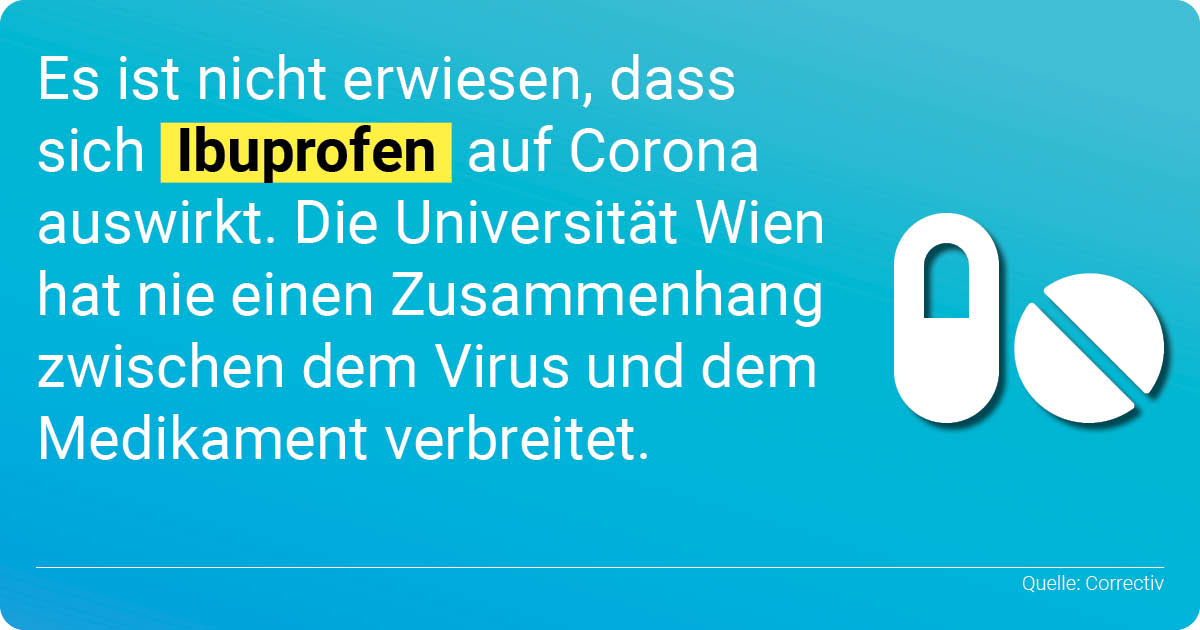 Es ist nicht erwiesen, dass
sich Ibuprofen auf Corona
auswirkt. Die Universität Wien
hat nie einen Zusammenhang
zwischen dem Virus und dem
Medikament verbreitet.
Quelle: Correctiv